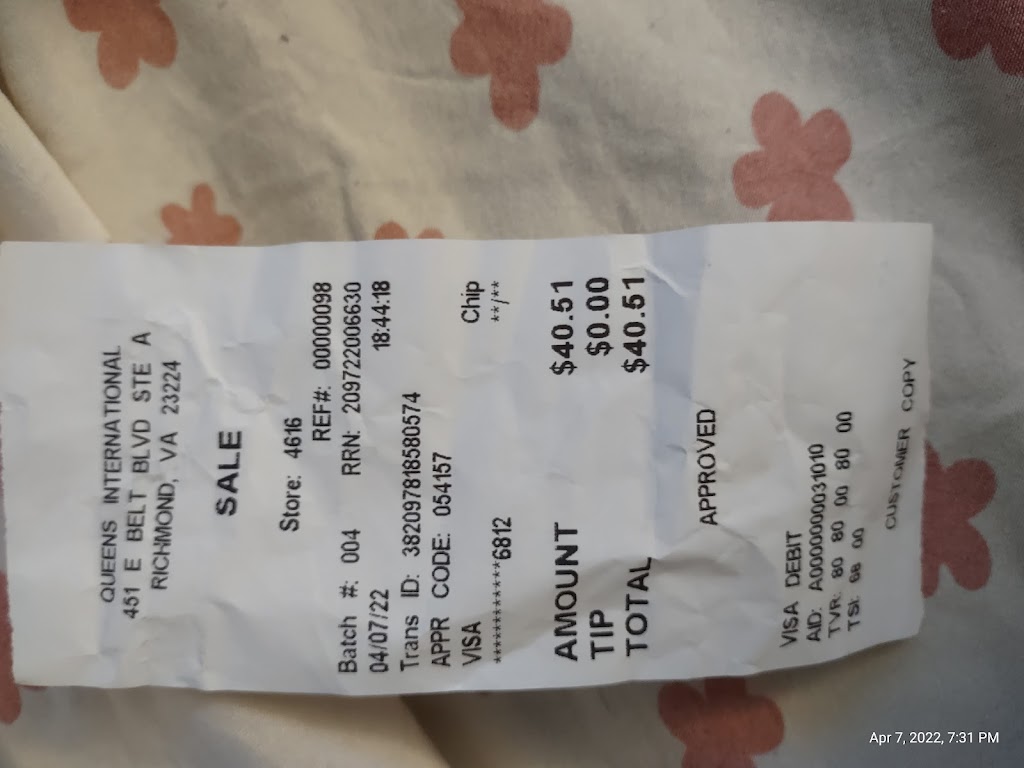 QUEENS INTERNATIONAL
451 E BELT BLVD STE A
RICHMOND, VA 23224
SALE
Store: 4616
REF#: 00000098
Batch #: 004 RRN: 209722006630
04/07/22 18:44:18
Trans ID: 382097818580574
APPR CODE: 054157
VISA Chip
************6812 **/**
AMOUNT $40.51
TIP $0.00
TOTAL $40.51
APPROVED
VISA DEBIT
AID: A0000000031010
TVR: 80 80 00 80 00
TSI: 68 00
CUSTOMER COPY
Apr 7, 2022, 7:31 PM